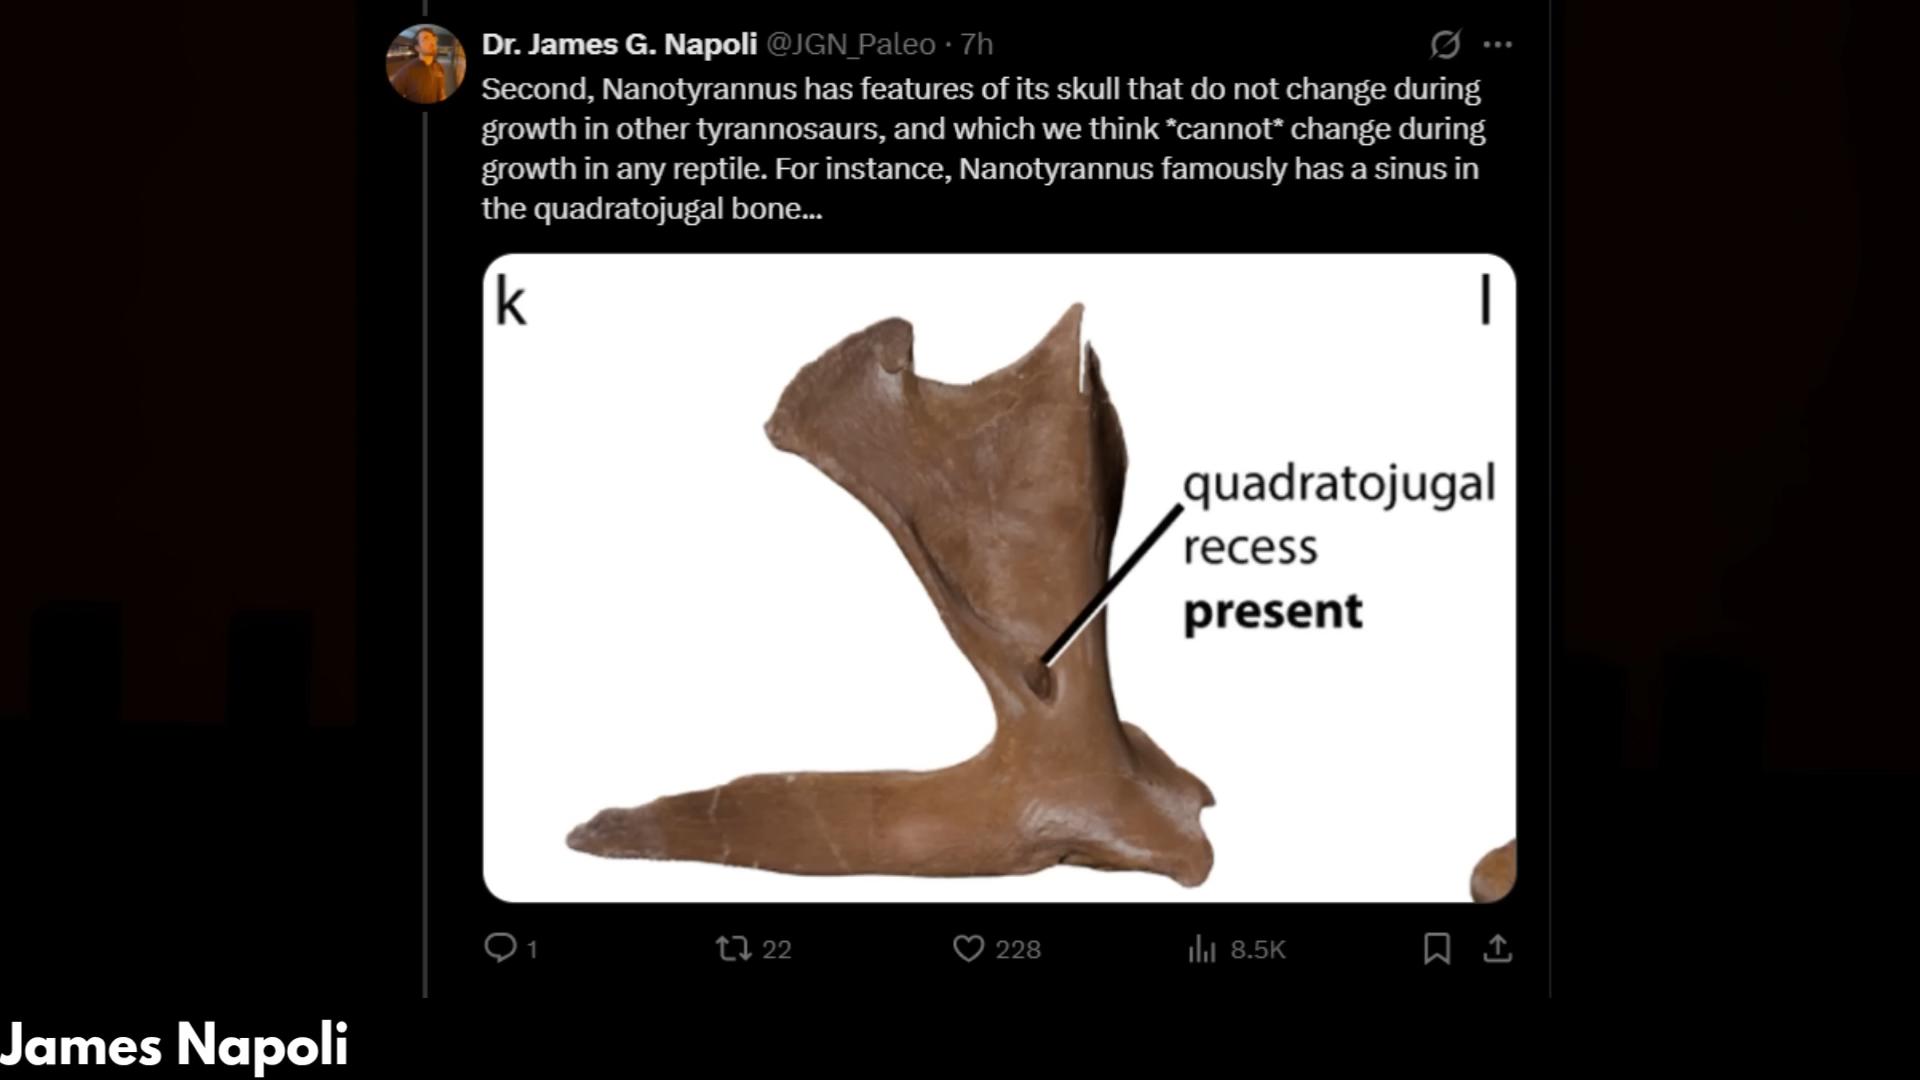 Dr. James G. Napoli @JGN_Paleo · 7h
Second, Nanotyrannus has features of its skull that do not change during
growth in other tyrannosaurs, and which we think *cannot* change during
growth in any reptile. For instance, Nanotyrannus famously has a sinus in
the quadratojugal bone...
k l
quadratojugal
recess
present
1 22 228 8.5K
James Napoli